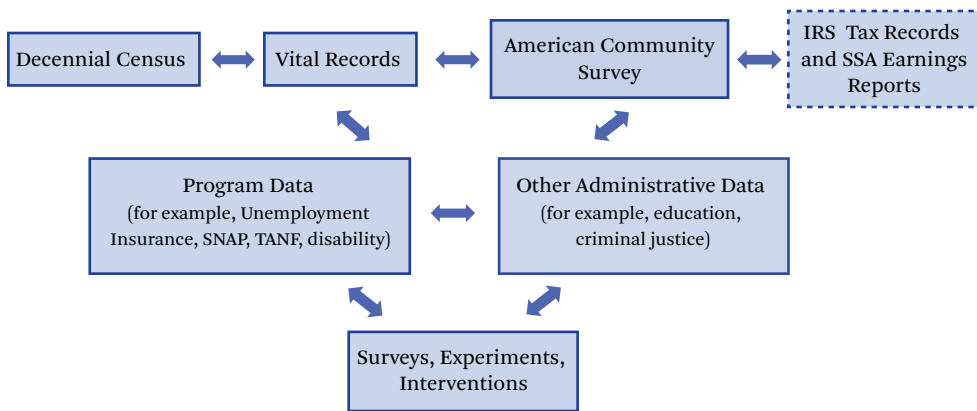 Decennial Census
Vital Records
American Community
Survey
IRS Tax Records
and SSA Earnings
Reports
Program Data
(for example, Unemployment
Insurance, SNAP, TANF, disability)
Other Administrative Data
(for example, education,
criminal justice)
Surveys, Experiments,
Interventions